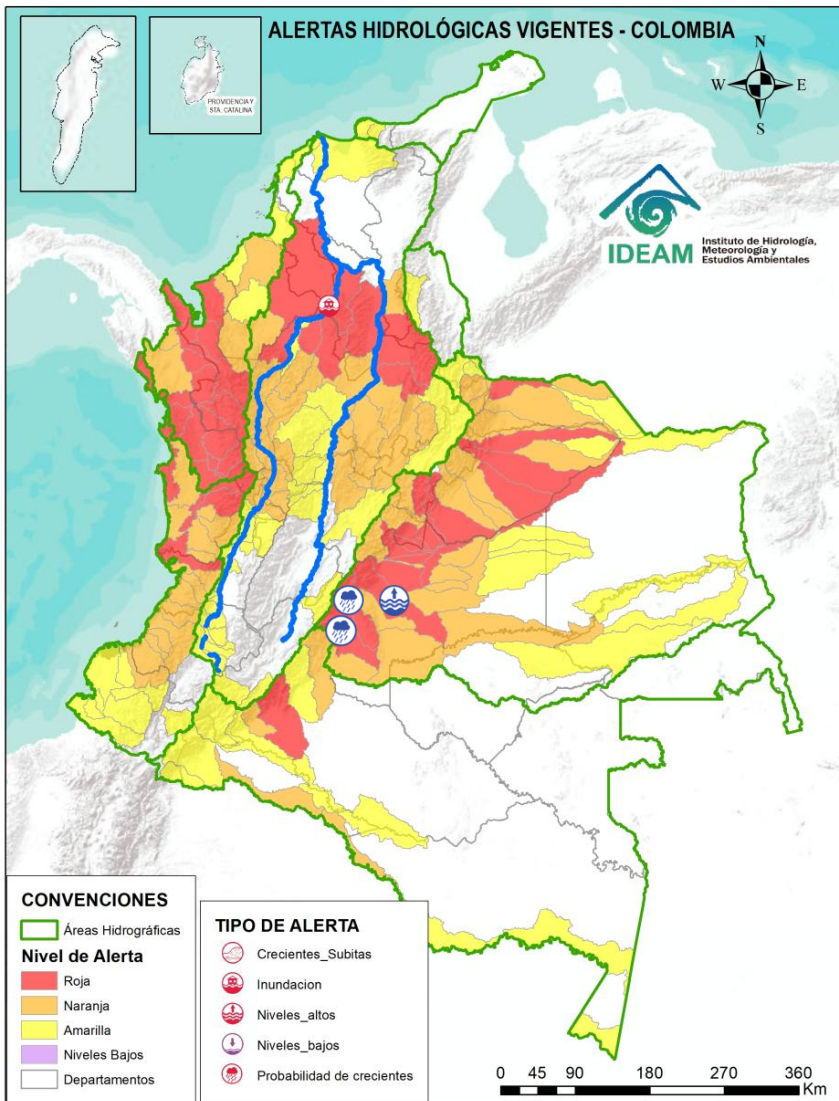 ALERTAS HIDROLÓGICAS VIGENTES - COLOMBIA
PROVIDENCIA Y
STA. CATALINA
N
W
E
S
IDEAM
Instituto de Hidrología,
Meteorología y
Estudios Ambientales
CONVENCIONES
Áreas Hidrográficas
Nivel de Alerta
Roja
Naranja
Amarilla
Niveles Bajos
Departamentos
TIPO DE ALERTA
Crecientes_Subitas
Inundacion
Niveles_altos
Niveles_bajos
Probabilidad de crecientes
0 45 90 180 270 360
Km